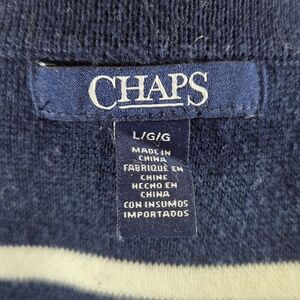 CHAPS
L/G/G
MADE IN
CHINA
FABRIQUÉ EN
CHINE
HECHO EN
CHINA
CON INSUMOS
IMPORTADOS